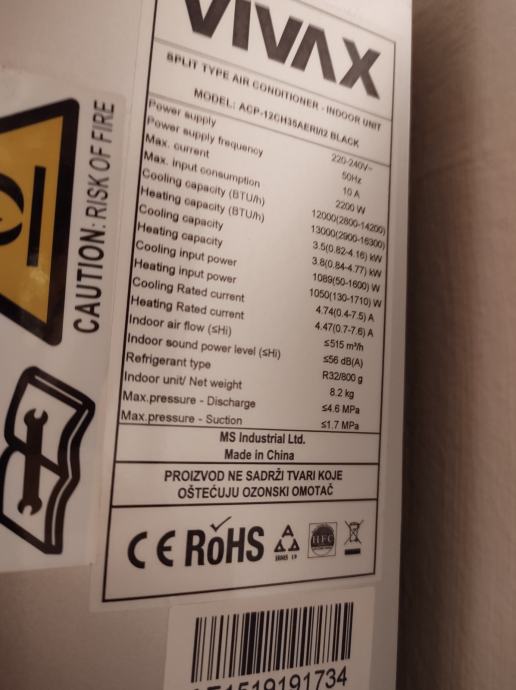 VIVAX
SPLIT TYPE AIR CONDITIONER - INDOOR UNIT
MODEL: ACP-12CH35AERI/I2 BLACK
Power supply 220-240V~
Power supply frequency 50Hz
Max. current 10 A
Max. input consumption 2200 W
Cooling capacity (BTU/h) 12000(2800-14200)
Heating capacity (BTU/h) 13000(2900-16300)
Cooling capacity 3.5(0.82-4.16) kW
Heating capacity 3.8(0.84-4.77) kW
Cooling input power 1089(50-1600) W
Heating input power 1050(130-1710) W
Cooling Rated current 4.74(0.4-7.5) A
Heating Rated current 4.47(0.7-7.6) A
Indoor air flow (≤Hi) ≤515 m³/h
Indoor sound power level (≤Hi) ≤56 dB(A)
Refrigerant type R32/800 g
Indoor unit/ Net weight 8.2 kg
Max.pressure - Discharge ≤4.6 MPa
Max.pressure - Suction ≤1.7 MPa
MS Industrial Ltd.
Made in China
PROIZVOD NE SADRŽI TVARI KOJE
OŠTEĆUJU OZONSKI OMOTAČ
CE RoHS
HFC
CAUTION: RISK OF FIRE